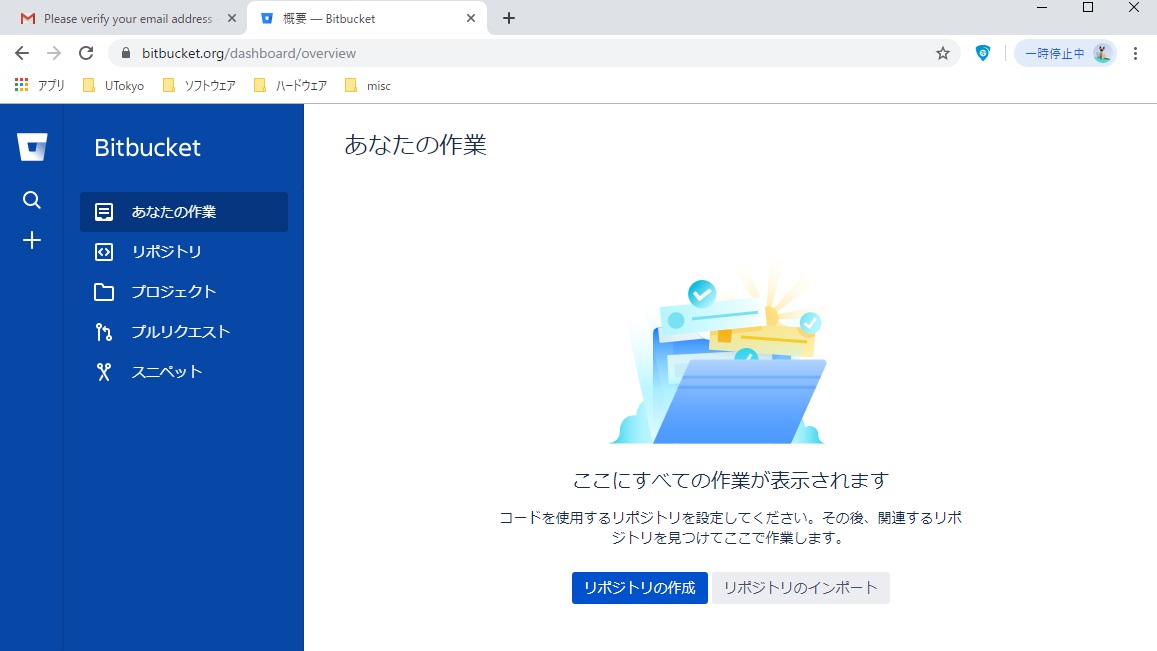 Please verify your email address
概要 — Bitbucket
bitbucket.org/dashboard/overview
一時停止中
アプリ
UTokyo
ソフトウェア
ハードウェア
misc
Bitbucket
あなたの作業
リポジトリ
プロジェクト
プルリクエスト
スニペット
あなたの作業
ここにすべての作業が表示されます
コードを使用するリポジトリを設定してください。その後、関連するリポ
ジトリを見つけてここで作業します。
リポジトリの作成
リポジトリのインポート